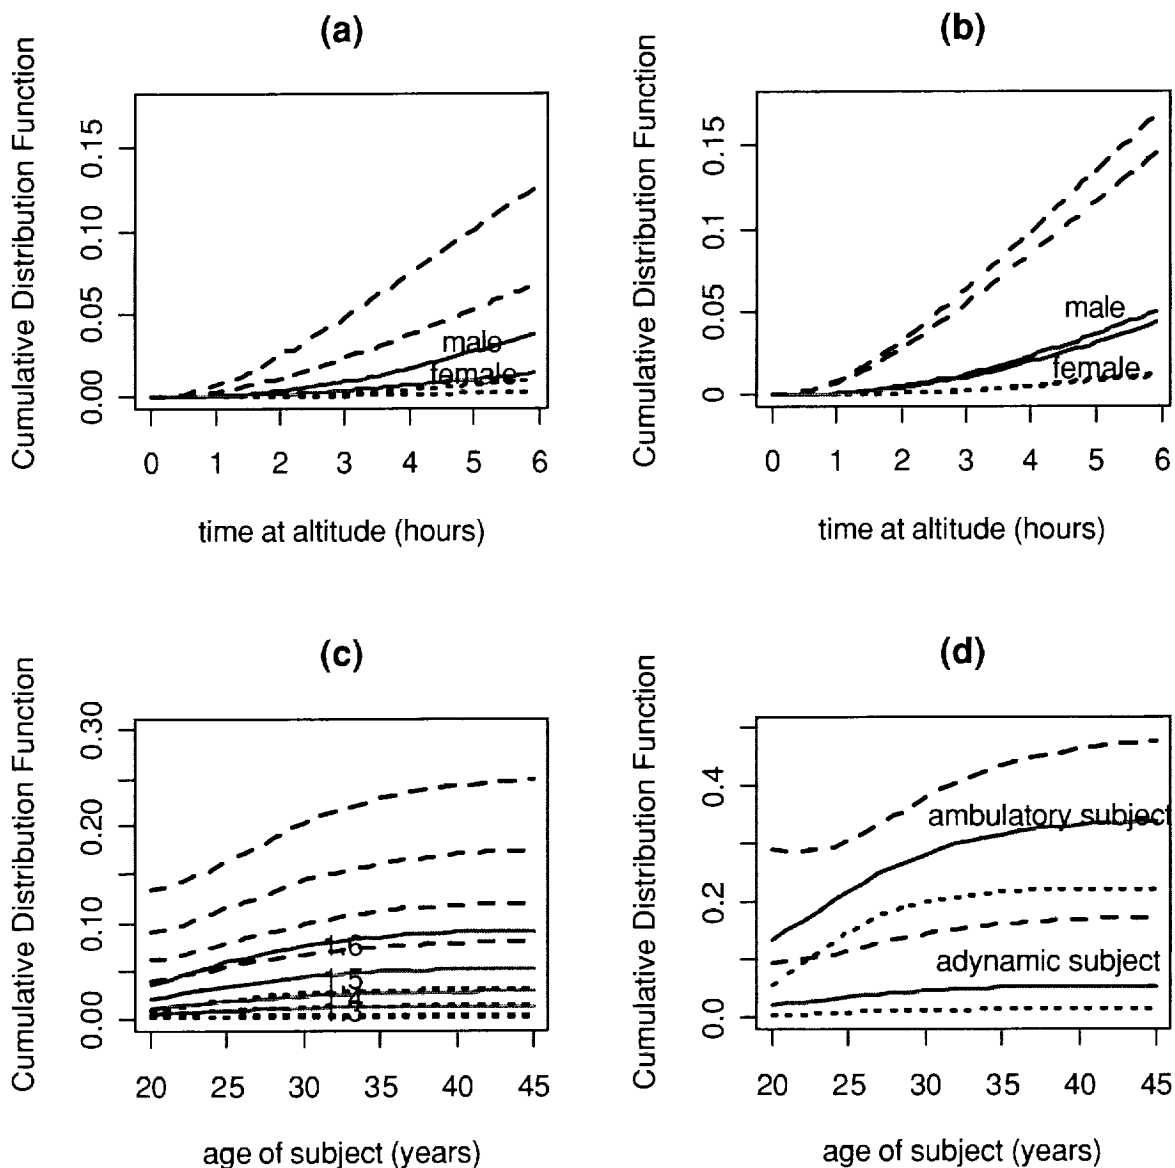 (a)
Cumulative Distribution Function
0.15
0.10
0.05
0.00
male
female
0 1 2 3 4 5 6
time at altitude (hours)
(b)
Cumulative Distribution Function
0.15
0.10
0.05
0
male
female
0 1 2 3 4 5 6
time at altitude (hours)
(c)
Cumulative Distribution Function
0.30
0.20
0.10
0.00
1.6
1.5
1.4
1.3
20 25 30 35 40 45
age of subject (years)
(d)
Cumulative Distribution Function
0.4
0.2
0.0
ambulatory subject
adynamic subject
20 25 30 35 40 45
age of subject (years)